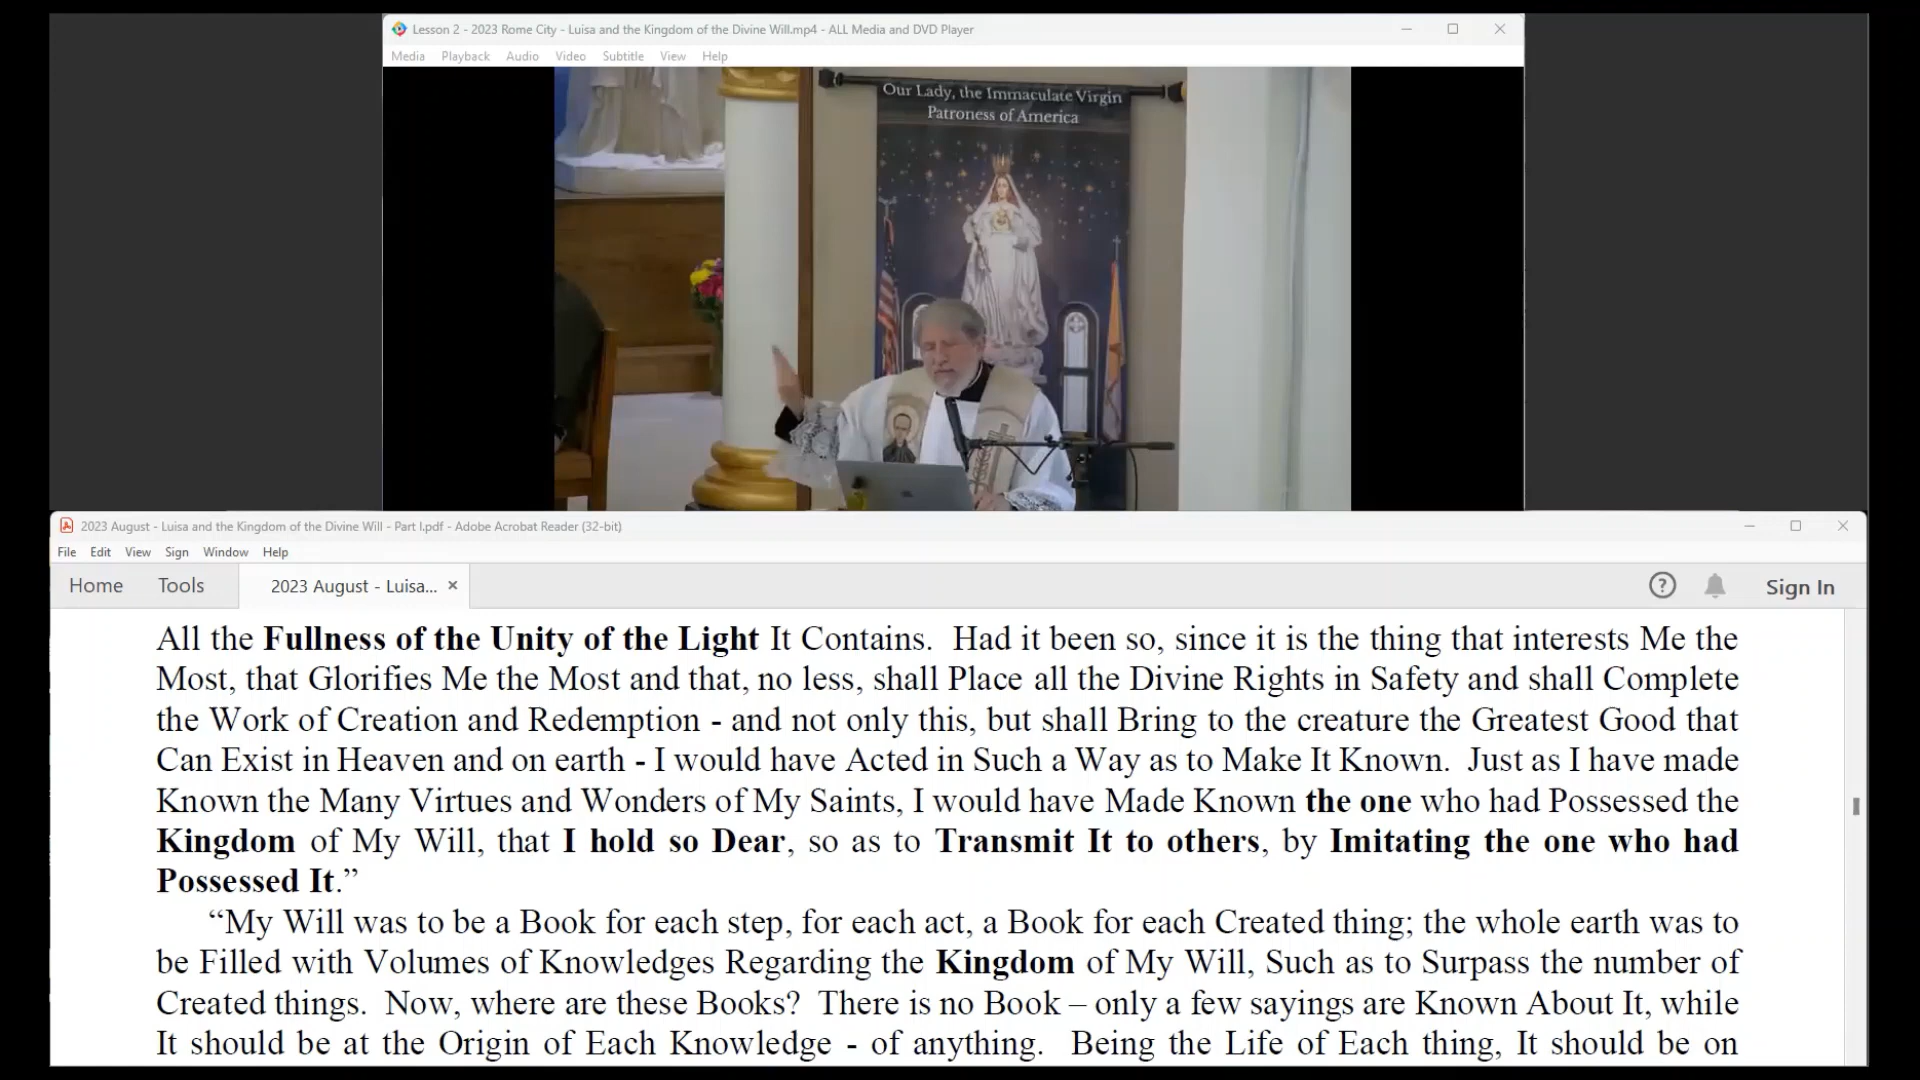 Lesson 2 - 2023 Rome City - Luisa and the Kingdom of the Divine Will.mp4 - ALL Media and DVD Player
Media Playback Audio Video Subtitle View Help
Our Lady, the Immaculate Virgin
Patroness of America
2023 August - Luisa and the Kingdom of the Divine Will - Part I.pdf - Adobe Acrobat Reader (32-bit)
File Edit View Sign Window Help
Home Tools 2023 August - Luisa... × ? Sign In
All the Fullness of the Unity of the Light It Contains.  Had it been so, since it is the thing that interests Me the
Most, that Glorifies Me the Most and that, no less, shall Place all the Divine Rights in Safety and shall Complete
the Work of Creation and Redemption - and not only this, but shall Bring to the creature the Greatest Good that
Can Exist in Heaven and on earth - I would have Acted in Such a Way as to Make It Known.  Just as I have made
Known the Many Virtues and Wonders of My Saints, I would have Made Known the one who had Possessed the
Kingdom of My Will, that I hold so Dear, so as to Transmit It to others, by Imitating the one who had
Possessed It.”
“My Will was to be a Book for each step, for each act, a Book for each Created thing; the whole earth was to
be Filled with Volumes of Knowledges Regarding the Kingdom of My Will, Such as to Surpass the number of
Created things.  Now, where are these Books?  There is no Book – only a few sayings are Known About It, while
It should be at the Origin of Each Knowledge - of anything.  Being the Life of Each thing, It should be on